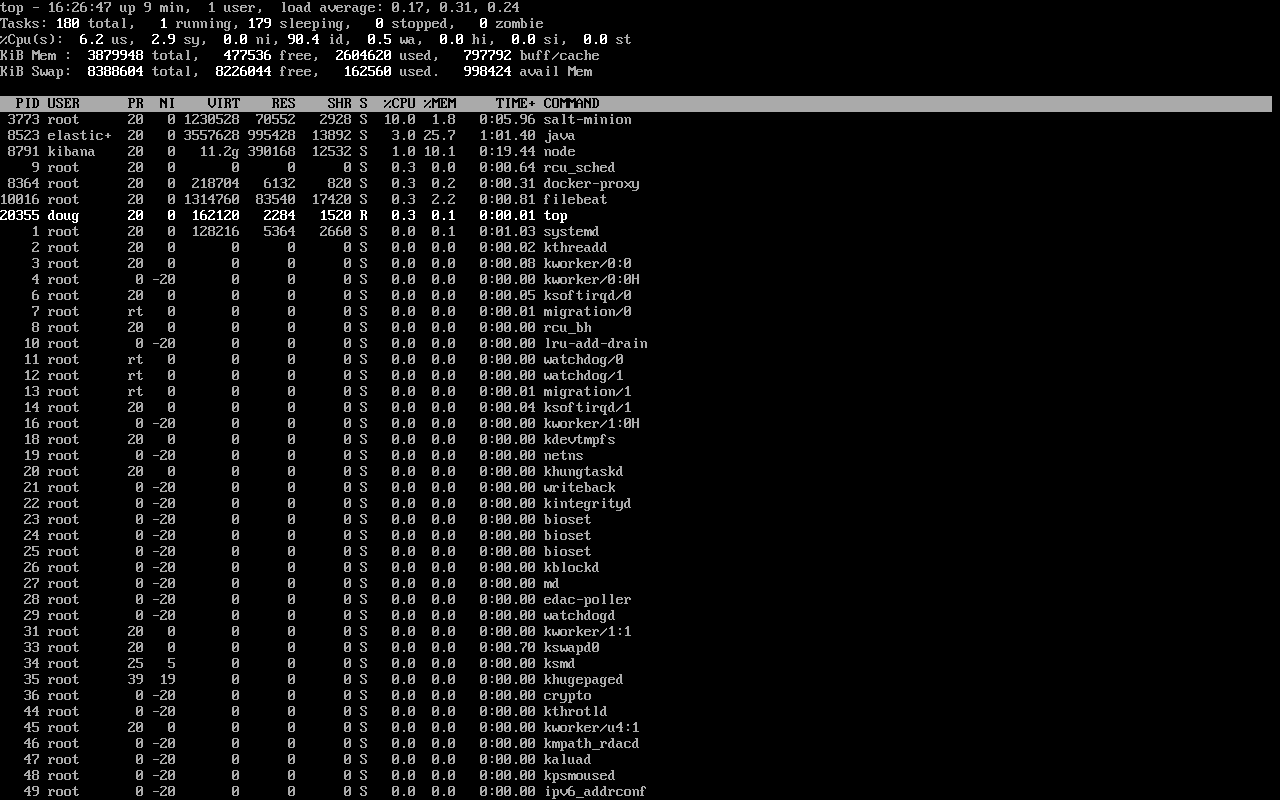 top - 16:26:47 up 9 min,  1 user,  load average: 0.17, 0.31, 0.24
Tasks: 180 total,   1 running, 179 sleeping,   0 stopped,   0 zombie
%Cpu(s):  6.2 us,  2.9 sy,  0.0 ni, 90.4 id,  0.5 wa,  0.0 hi,  0.0 si,  0.0 st
KiB Mem :  3879948 total,   477536 free,  2604620 used,   797792 buff/cache
KiB Swap:  8388604 total,  8226044 free,   162560 used.   998424 avail Mem
PID USER      PR  NI    VIRT    RES    SHR S  %CPU %MEM     TIME+ COMMAND
3773 root      20   0 1230528  70552   2928 S  10.0  1.8   0:05.96 salt-minion
8523 elastic+  20   0 3557628 995428  13892 S   3.0 25.7   1:01.40 java
8791 kibana    20   0   11.2g 390168  12532 S   1.0 10.1   0:19.44 node
9 root      20   0       0      0      0 S   0.3  0.0   0:00.64 rcu_sched
8364 root      20   0  218704   6132    820 S   0.3  0.2   0:00.31 docker-proxy
10016 root      20   0 1314760  83540  17420 S   0.3  2.2   0:00.81 filebeat
20355 doug      20   0  162120   2284   1520 R   0.3  0.1   0:00.01 top
1 root      20   0  128216   5364   2660 S   0.0  0.1   0:01.03 systemd
2 root      20   0       0      0      0 S   0.0  0.0   0:00.02 kthreadd
3 root      20   0       0      0      0 S   0.0  0.0   0:00.08 kworker/0:0
4 root       0 -20       0      0      0 S   0.0  0.0   0:00.00 kworker/0:0H
6 root      20   0       0      0      0 S   0.0  0.0   0:00.05 ksoftirqd/0
7 root      rt   0       0      0      0 S   0.0  0.0   0:00.01 migration/0
8 root      20   0       0      0      0 S   0.0  0.0   0:00.00 rcu_bh
10 root       0 -20       0      0      0 S   0.0  0.0   0:00.00 lru-add-drain
11 root      rt   0       0      0      0 S   0.0  0.0   0:00.00 watchdog/0
12 root      rt   0       0      0      0 S   0.0  0.0   0:00.00 watchdog/1
13 root      rt   0       0      0      0 S   0.0  0.0   0:00.01 migration/1
14 root      20   0       0      0      0 S   0.0  0.0   0:00.04 ksoftirqd/1
16 root       0 -20       0      0      0 S   0.0  0.0   0:00.00 kworker/1:0H
18 root      20   0       0      0      0 S   0.0  0.0   0:00.00 kdevtmpfs
19 root       0 -20       0      0      0 S   0.0  0.0   0:00.00 netns
20 root      20   0       0      0      0 S   0.0  0.0   0:00.00 khungtaskd
21 root       0 -20       0      0      0 S   0.0  0.0   0:00.00 writeback
22 root       0 -20       0      0      0 S   0.0  0.0   0:00.00 kintegrityd
23 root       0 -20       0      0      0 S   0.0  0.0   0:00.00 bioset
24 root       0 -20       0      0      0 S   0.0  0.0   0:00.00 bioset
25 root       0 -20       0      0      0 S   0.0  0.0   0:00.00 bioset
26 root       0 -20       0      0      0 S   0.0  0.0   0:00.00 kblockd
27 root       0 -20       0      0      0 S   0.0  0.0   0:00.00 md
28 root       0 -20       0      0      0 S   0.0  0.0   0:00.00 edac-poller
29 root       0 -20       0      0      0 S   0.0  0.0   0:00.00 watchdogd
31 root      20   0       0      0      0 S   0.0  0.0   0:00.00 kworker/1:1
33 root      20   0       0      0      0 S   0.0  0.0   0:00.70 kswapd0
34 root      25   5       0      0      0 S   0.0  0.0   0:00.00 ksmd
35 root      39  19       0      0      0 S   0.0  0.0   0:00.00 khugepaged
36 root       0 -20       0      0      0 S   0.0  0.0   0:00.00 crypto
44 root       0 -20       0      0      0 S   0.0  0.0   0:00.00 kthrotld
45 root      20   0       0      0      0 S   0.0  0.0   0:00.00 kworker/u4:1
46 root       0 -20       0      0      0 S   0.0  0.0   0:00.00 kmpath_rdacd
47 root       0 -20       0      0      0 S   0.0  0.0   0:00.00 kaluad
48 root       0 -20       0      0      0 S   0.0  0.0   0:00.00 kpsmoused
49 root       0 -20       0      0      0 S   0.0  0.0   0:00.00 ipv6_addrconf